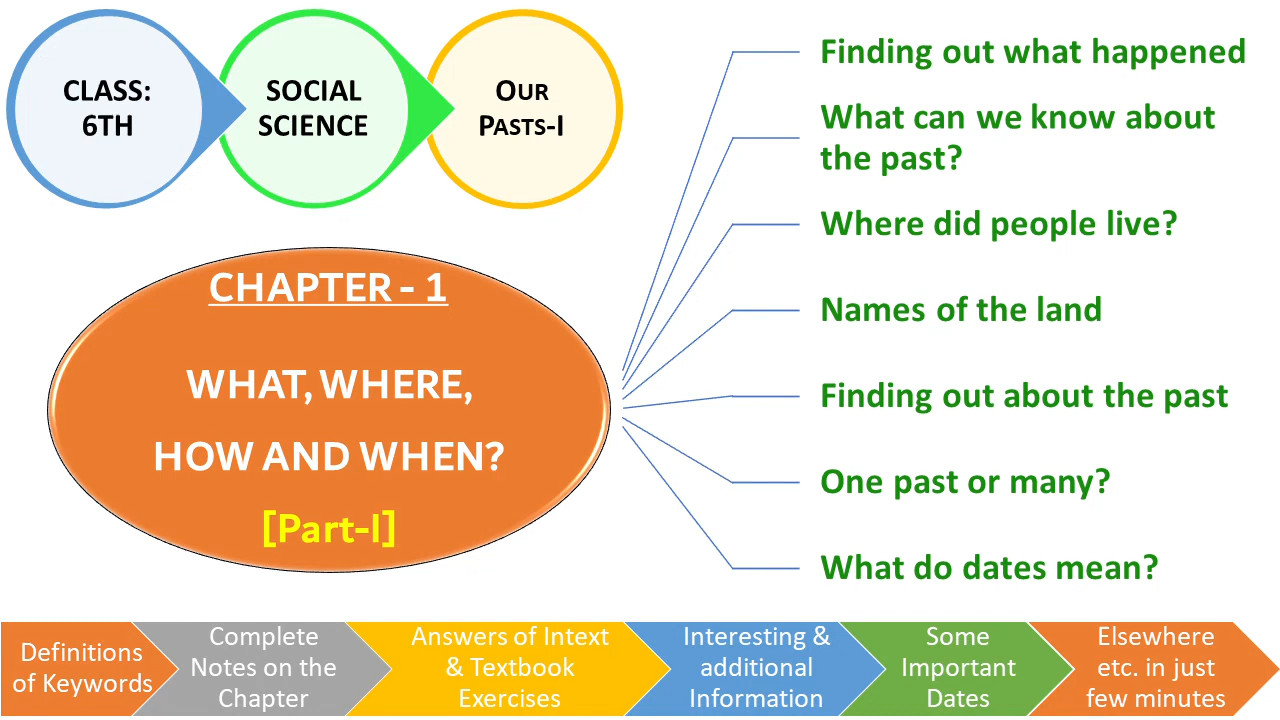 CLASS:
6TH
SOCIAL
SCIENCE
OUR
PASTS-I
CHAPTER - 1
WHAT, WHERE,
HOW AND WHEN?
[Part-I]
Finding out what happened
What can we know about
the past?
Where did people live?
Names of the land
Finding out about the past
One past or many?
What do dates mean?
Definitions
of Keywords
Complete
Notes on the
Chapter
Answers of Intext
& Textbook
Exercises
Interesting &
additional
Information
Some
Important
Dates
Elsewhere
etc. in just
few minutes